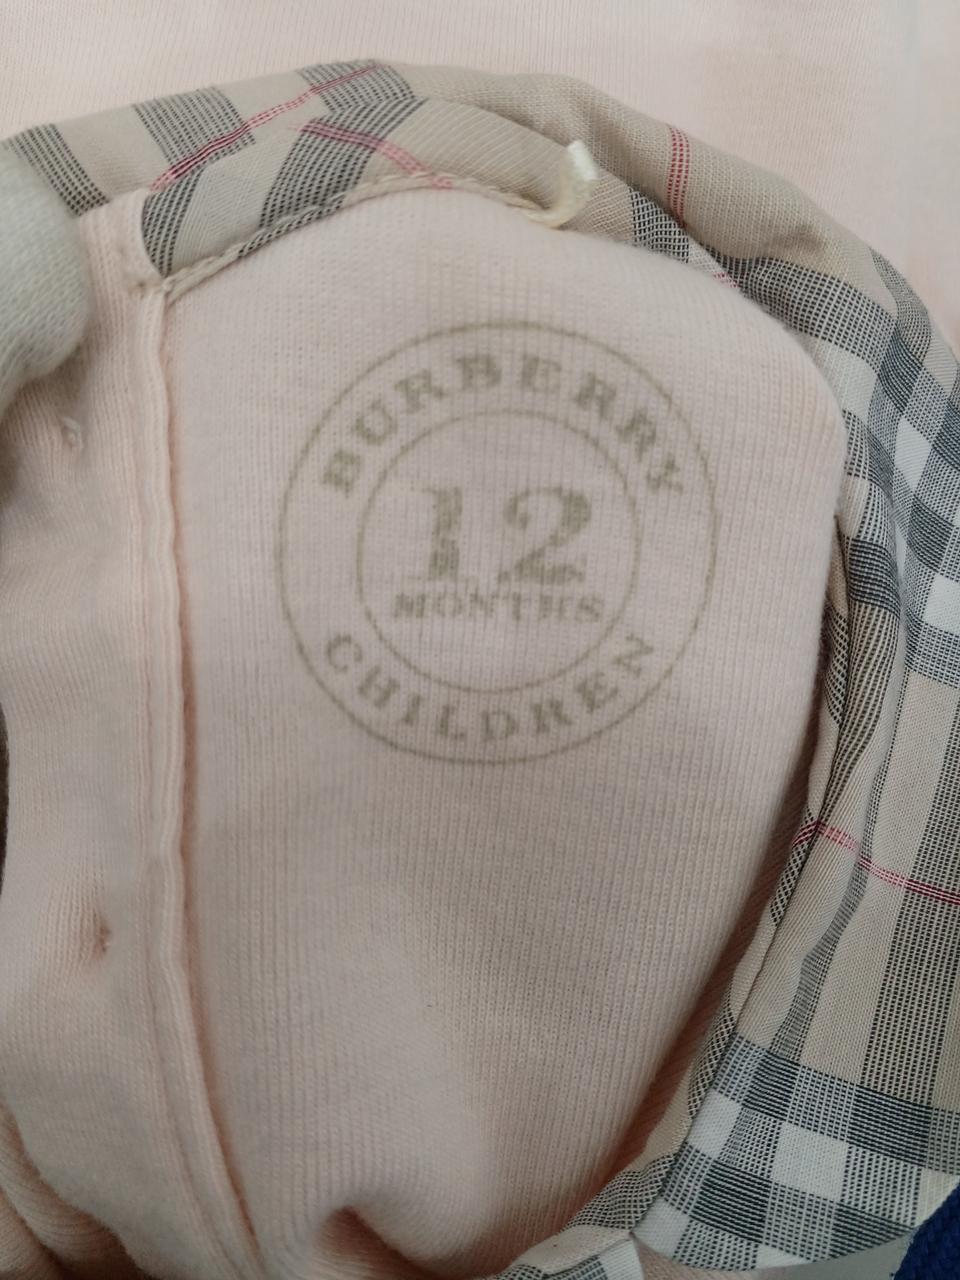 BURBERRY
12
MONTHS
CHILDREN